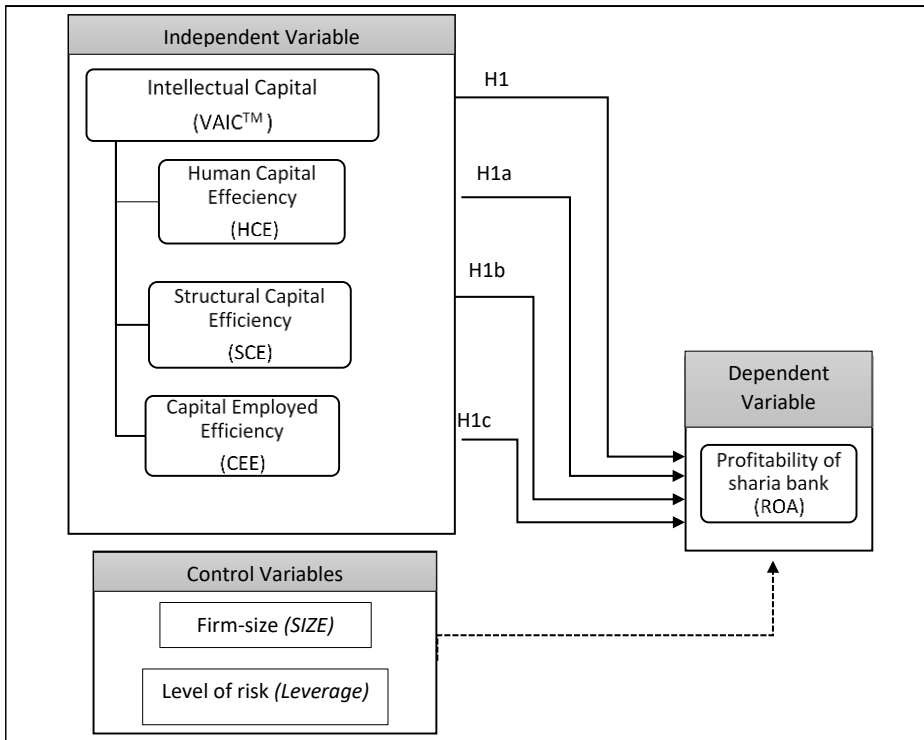 Independent Variable
Intellectual Capital
(VAIC™ )
Human Capital
Effeciency
(HCE)
Structural Capital
Efficiency
(SCE)
Capital Employed
Efficiency
(CEE)
H1
H1a
H1b
H1c
Dependent
Variable
Profitability of
sharia bank
(ROA)
Control Variables
Firm-size (SIZE)
Level of risk (Leverage)